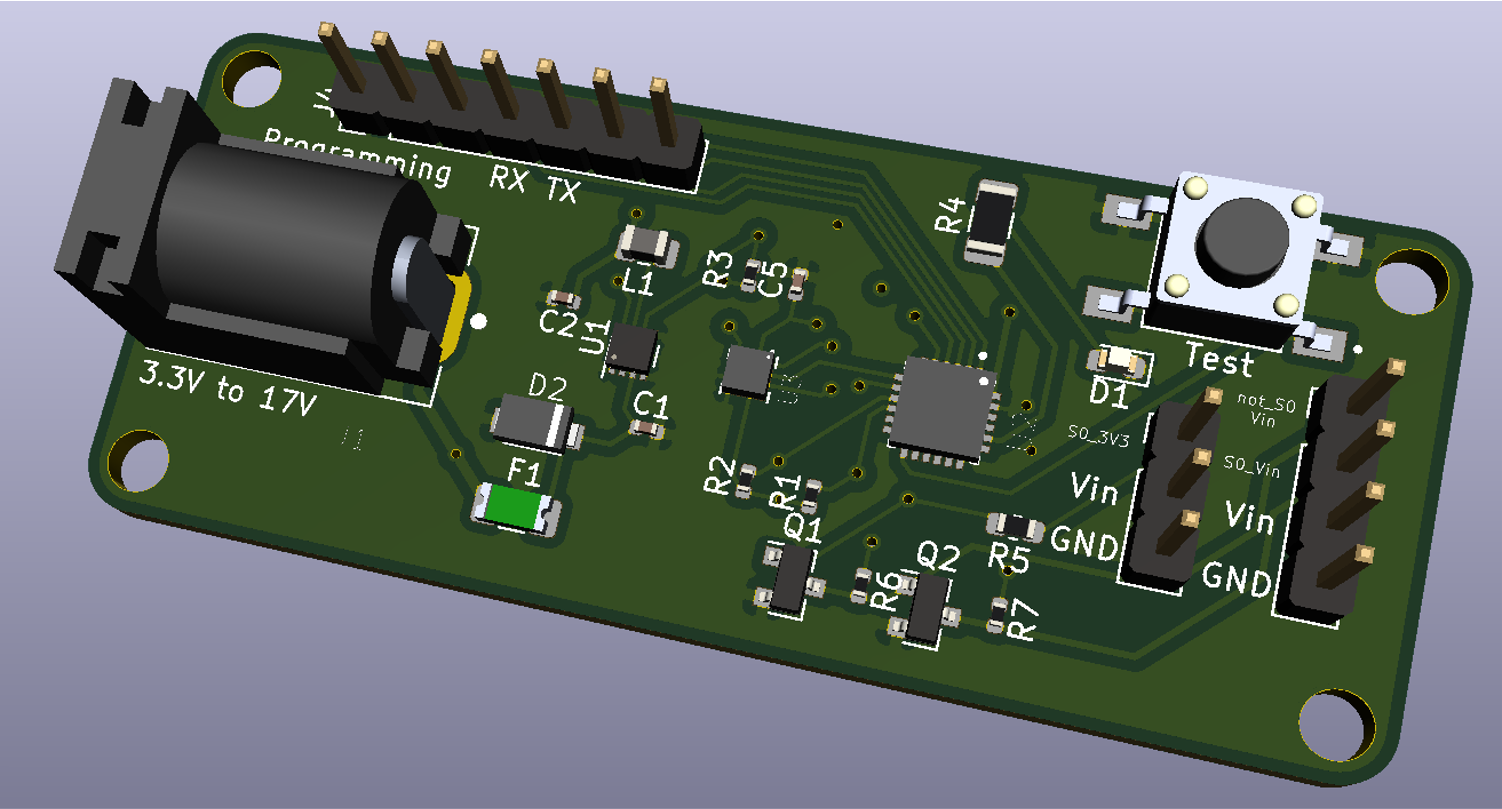 Programming
RX TX
R4
L1
R3
C5
C2
U1
Test
3.3V to 17V
D2
C1
D1
not_S0
Vin
S0_3V3
S0_Vin
J1
F1
R2
R1
Vin
Vin
Q1
R5
GND
Q2
GND
R6
R7